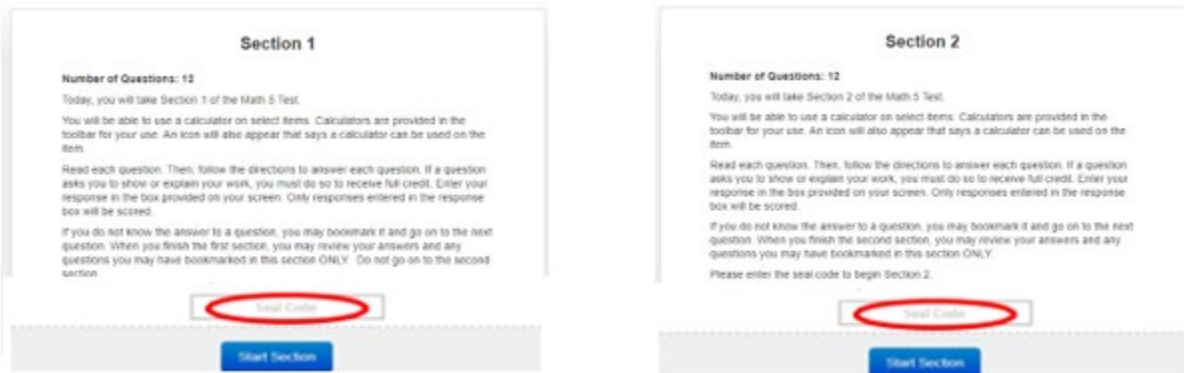 Section 1
Number of Questions: 12
Today, you will take Section 1 of the Math 5 Test.
You will be able to use a calculator on select items. Calculators are provided in the
toolbar for your use. An icon will also appear that says a calculator can be used on the
item.
Read each question. Then, follow the directions to answer each question. If a question
asks you to show or explain your work, you must do so to receive full credit. Enter your
response in the box provided on your screen. Only responses entered in the response
box will be scored.
If you do not know the answer to a question, you may bookmark it and go on to the next
question. When you finish the first section, you may review your answers and any
questions you may have bookmarked in this section ONLY. Do not go on to the second
section
Seal Code
Start Section
Section 2
Number of Questions: 12
Today, you will take Section 2 of the Math 5 Test.
You will be able to use a calculator on select items. Calculators are provided in the
toolbar for your use. An icon will also appear that says a calculator can be used on the
item.
Read each question. Then, follow the directions to answer each question. If a question
asks you to show or explain your work, you must do so to receive full credit. Enter your
response in the box provided on your screen. Only responses entered in the response
box will be scored.
If you do not know the answer to a question, you may bookmark it and go on to the next
question. When you finish the second section, you may review your answers and any
questions you may have bookmarked in this section ONLY.
Please enter the seal code to begin Section 2.
Seal Code
Start Section